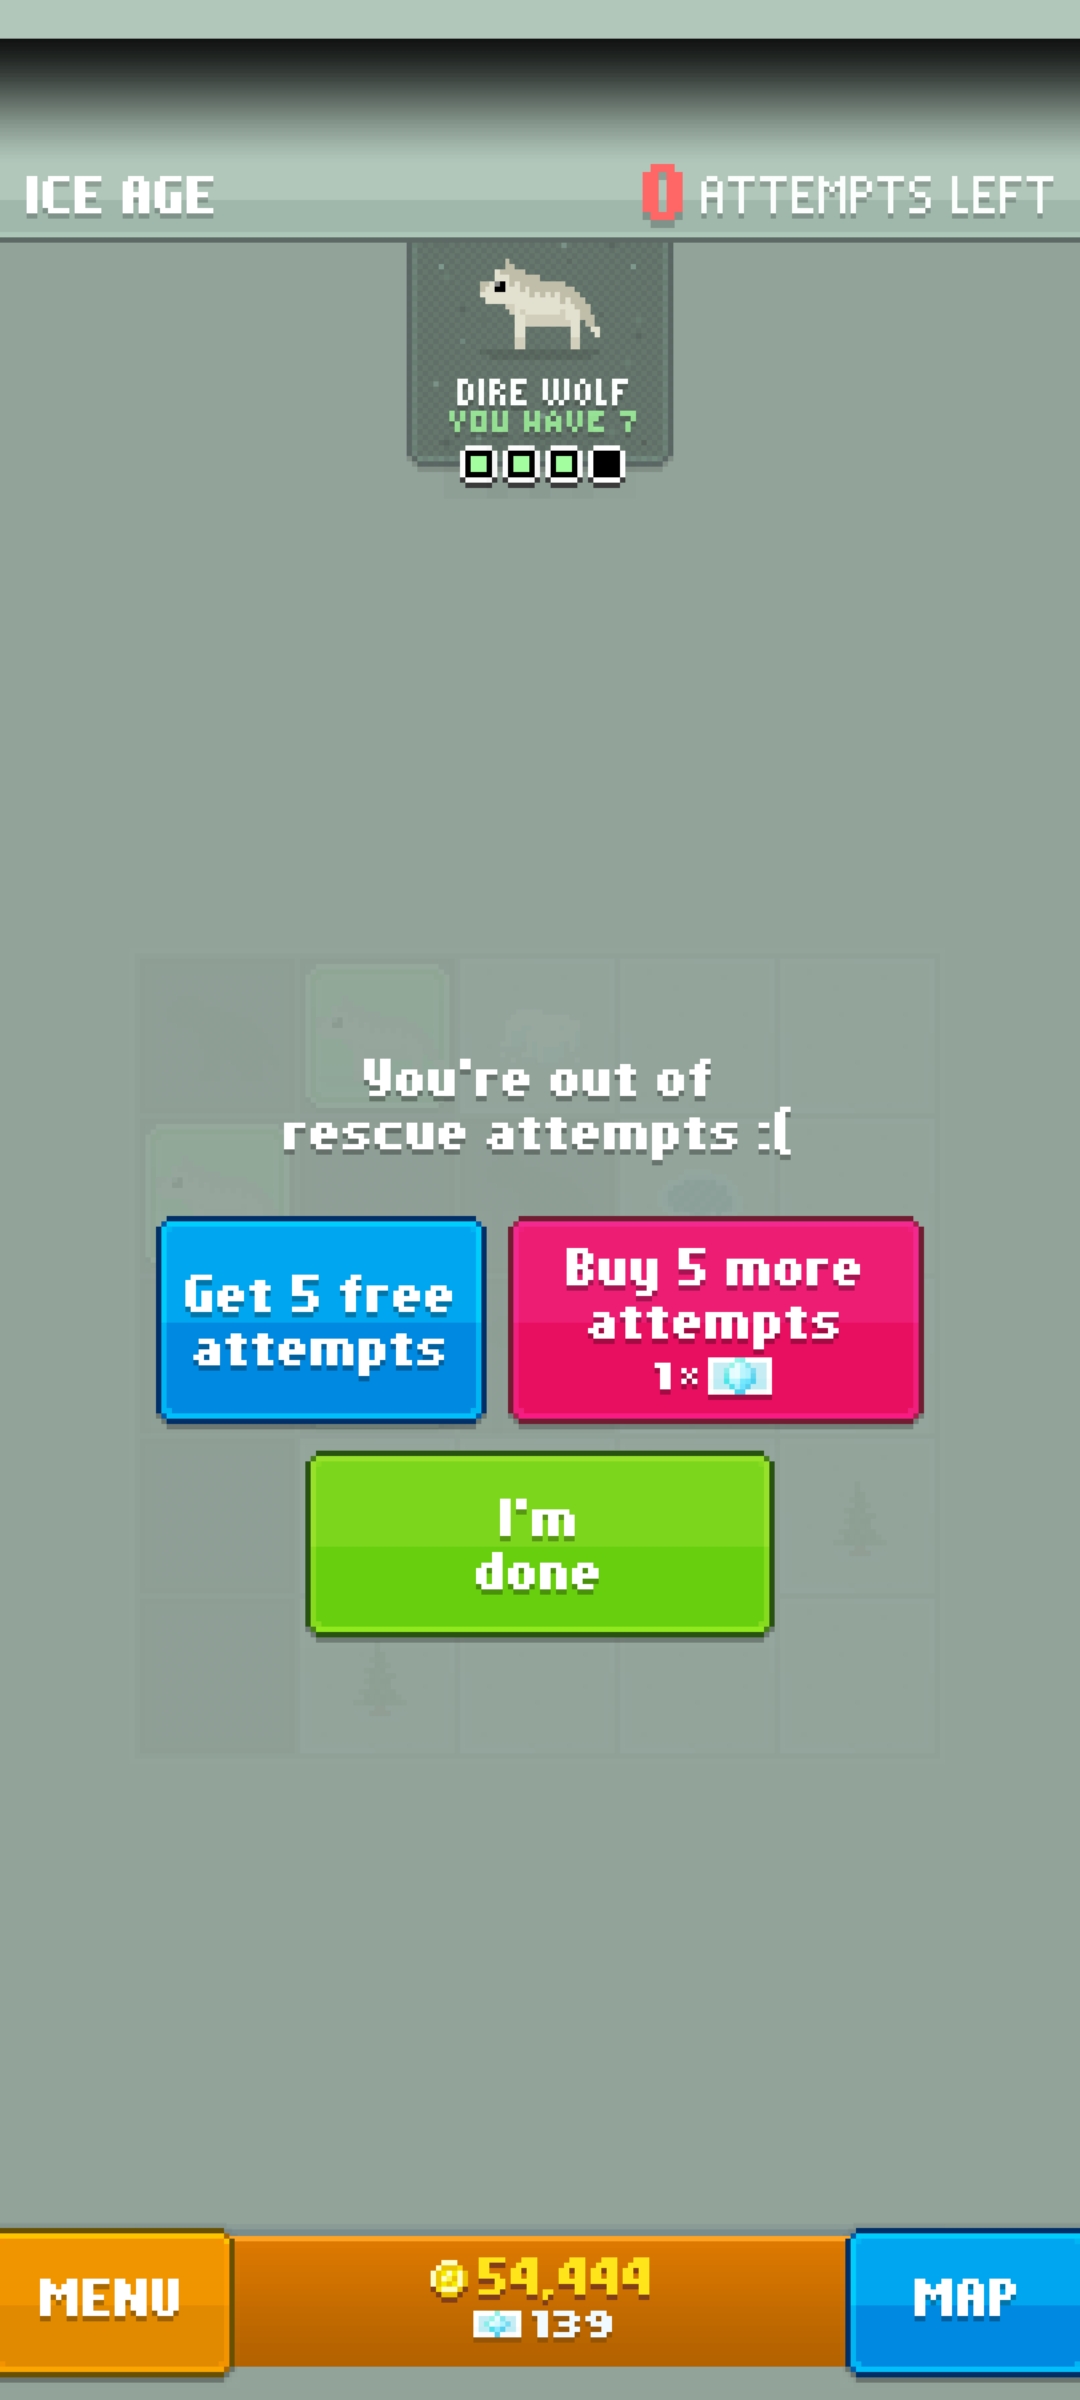 ICE AGE
0 ATTEMPTS LEFT
DIRE WOLF
YOU HAVE 7
You're out of
rescue attempts :(
Get 5 free
attempts
Buy 5 more
attempts
1×
I'm
done
MENU
54,444
139
MAP